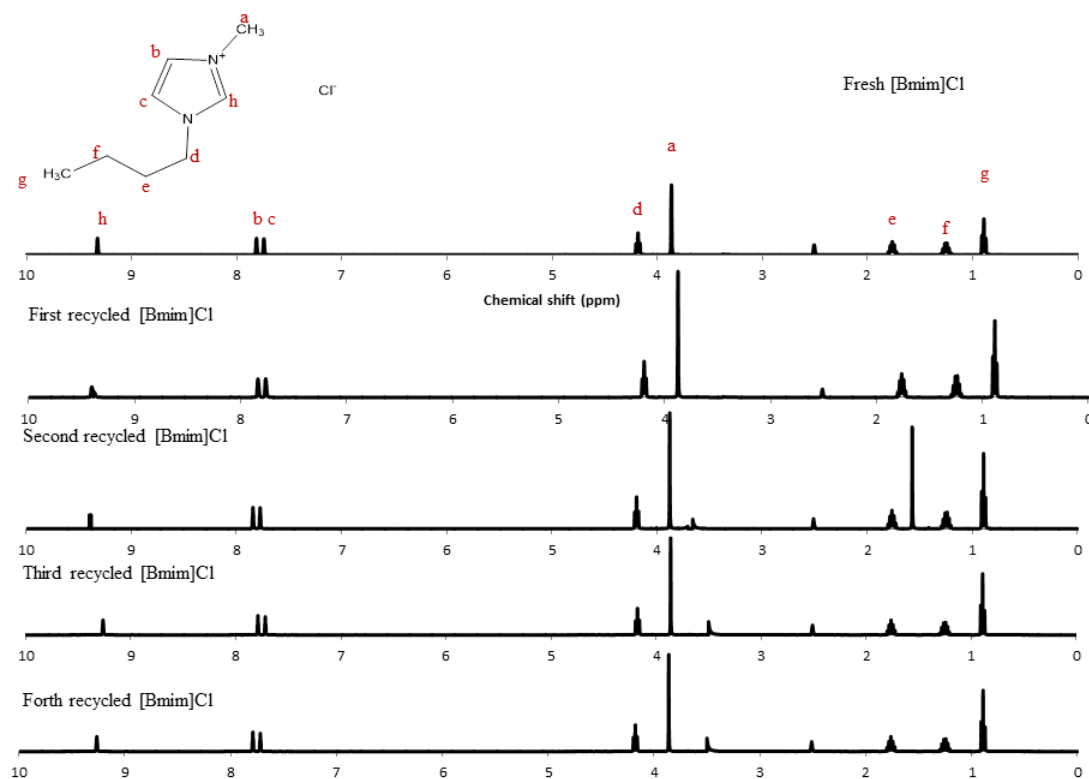 a
CH₃
b
N⁺
Fresh [Bmim]Cl
Cl⁻
c
h
N
a
f
d
g
H₃C
e
g
h
b c
d
e
f
10 9 8 7 6 5 4 3 2 1 0
Chemical shift (ppm)
First recycled [Bmim]Cl
10 9 8 7 6 5 4 3 2 1 0
Second recycled [Bmim]Cl
10 9 8 7 6 5 4 3 2 1 0
Third recycled [Bmim]Cl
10 9 8 7 6 5 4 3 2 1 0
Forth recycled [Bmim]Cl
10 9 8 7 6 5 4 3 2 1 0